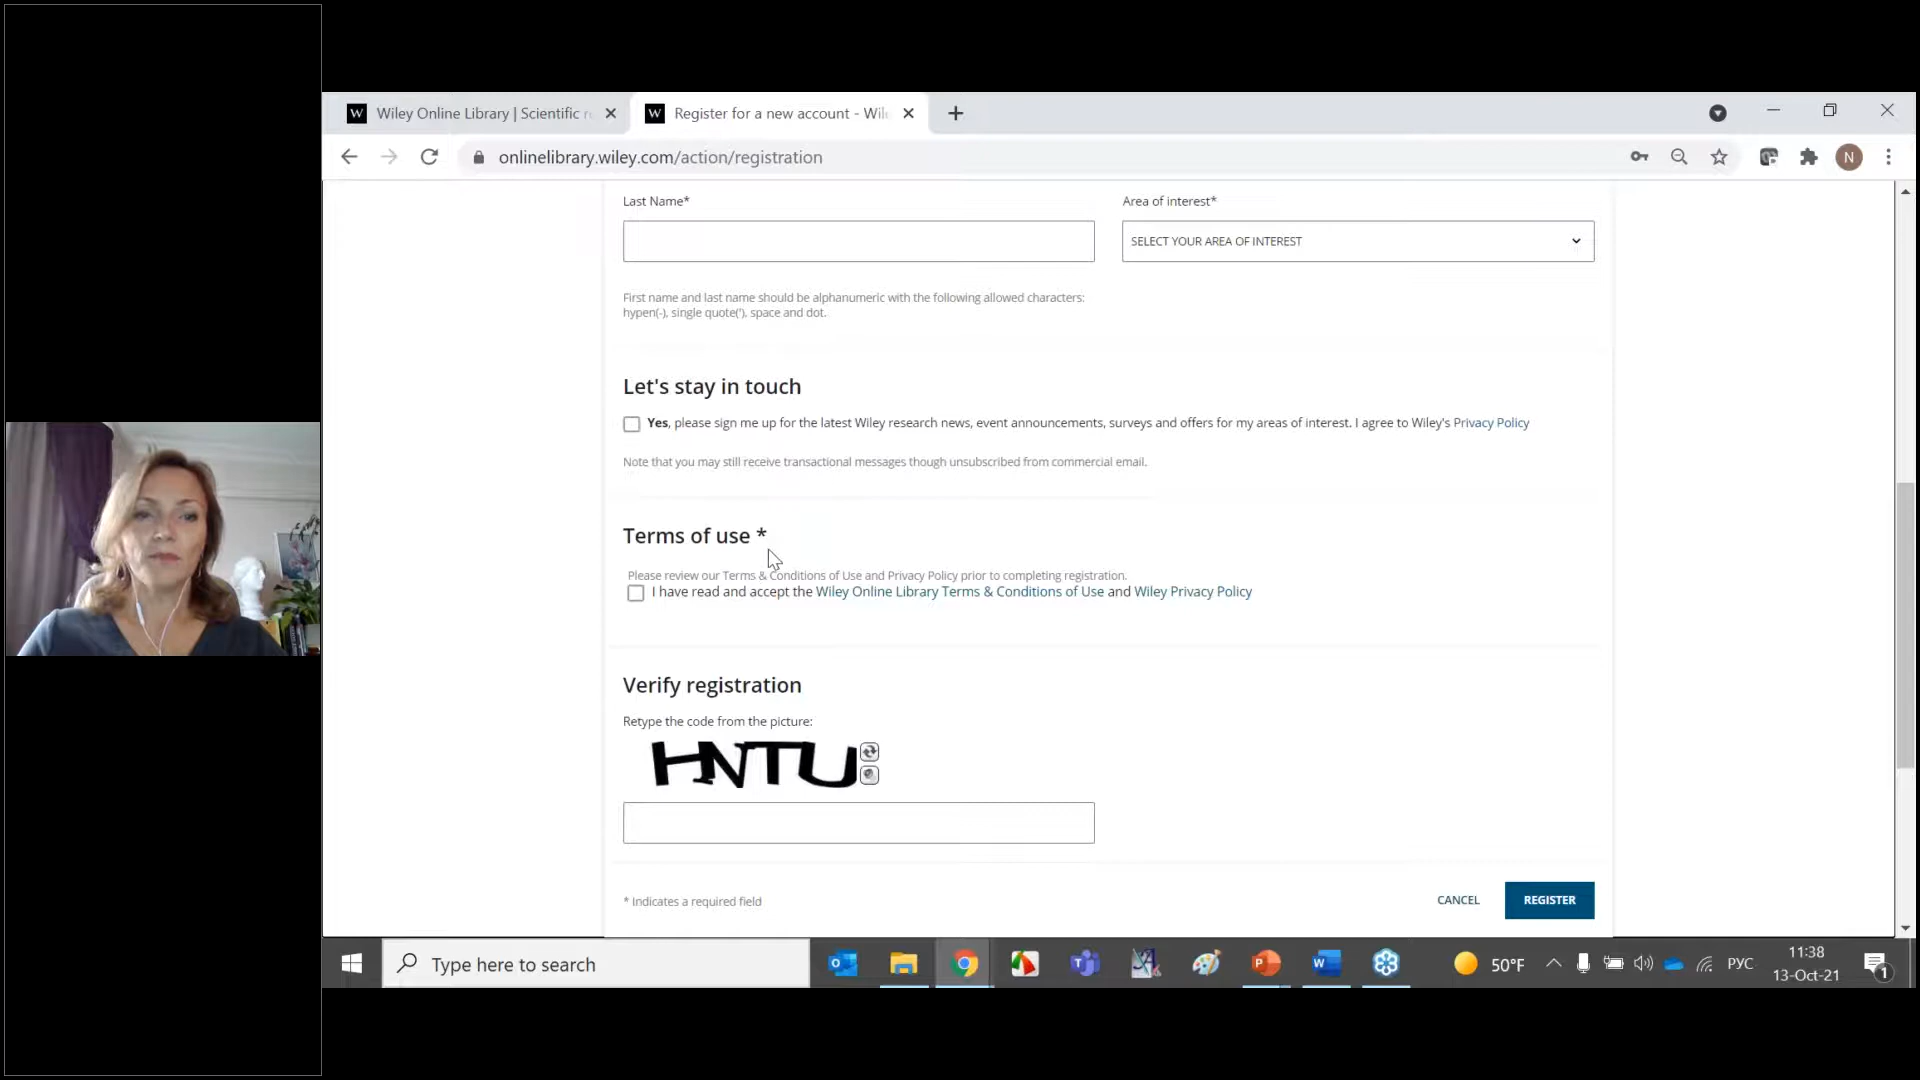 Wiley Online Library | Scientific r
Register for a new account - Wil
onlinelibrary.wiley.com/action/registration
N
Last Name*
Area of interest*
SELECT YOUR AREA OF INTEREST
First name and last name should be alphanumeric with the following allowed characters:
hypen(-), single quote('), space and dot.
Let's stay in touch
Yes, please sign me up for the latest Wiley research news, event announcements, surveys and offers for my areas of interest. I agree to Wiley's Privacy Policy
Note that you may still receive transactional messages though unsubscribed from commercial email.
Terms of use *
Please review our Terms & Conditions of Use and Privacy Policy prior to completing registration.
I have read and accept the Wiley Online Library Terms & Conditions of Use and Wiley Privacy Policy
Verify registration
Retype the code from the picture:
HNTU
* Indicates a required field
CANCEL
REGISTER
Type here to search
50°F
РУС
11:38
13-Oct-21
1